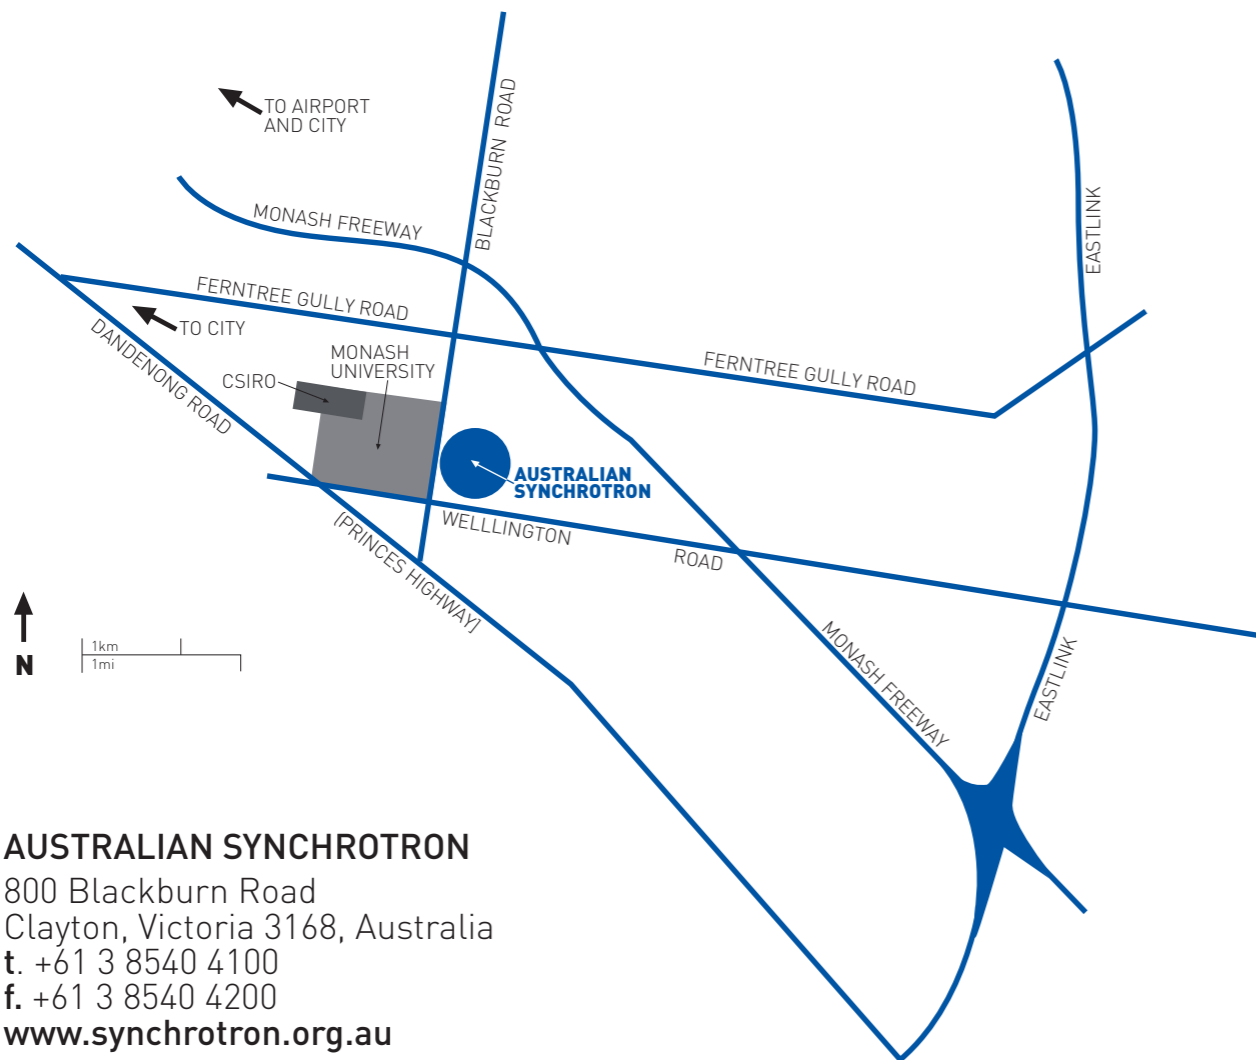 TO AIRPORT
AND CITY
BLACKBURN ROAD
EASTLINK
MONASH FREEWAY
FERNTREE GULLY ROAD
TO CITY
DANDENONG ROAD
MONASH
UNIVERSITY
CSIRO
FERNTREE GULLY ROAD
AUSTRALIAN
SYNCHROTRON
WELLLINGTON ROAD
(PRINCES HIGHWAY)
MONASH FREEWAY
EASTLINK
N
1km
1mi
AUSTRALIAN SYNCHROTRON
800 Blackburn Road
Clayton, Victoria 3168, Australia
t. +61 3 8540 4100
f. +61 3 8540 4200
www.synchrotron.org.au